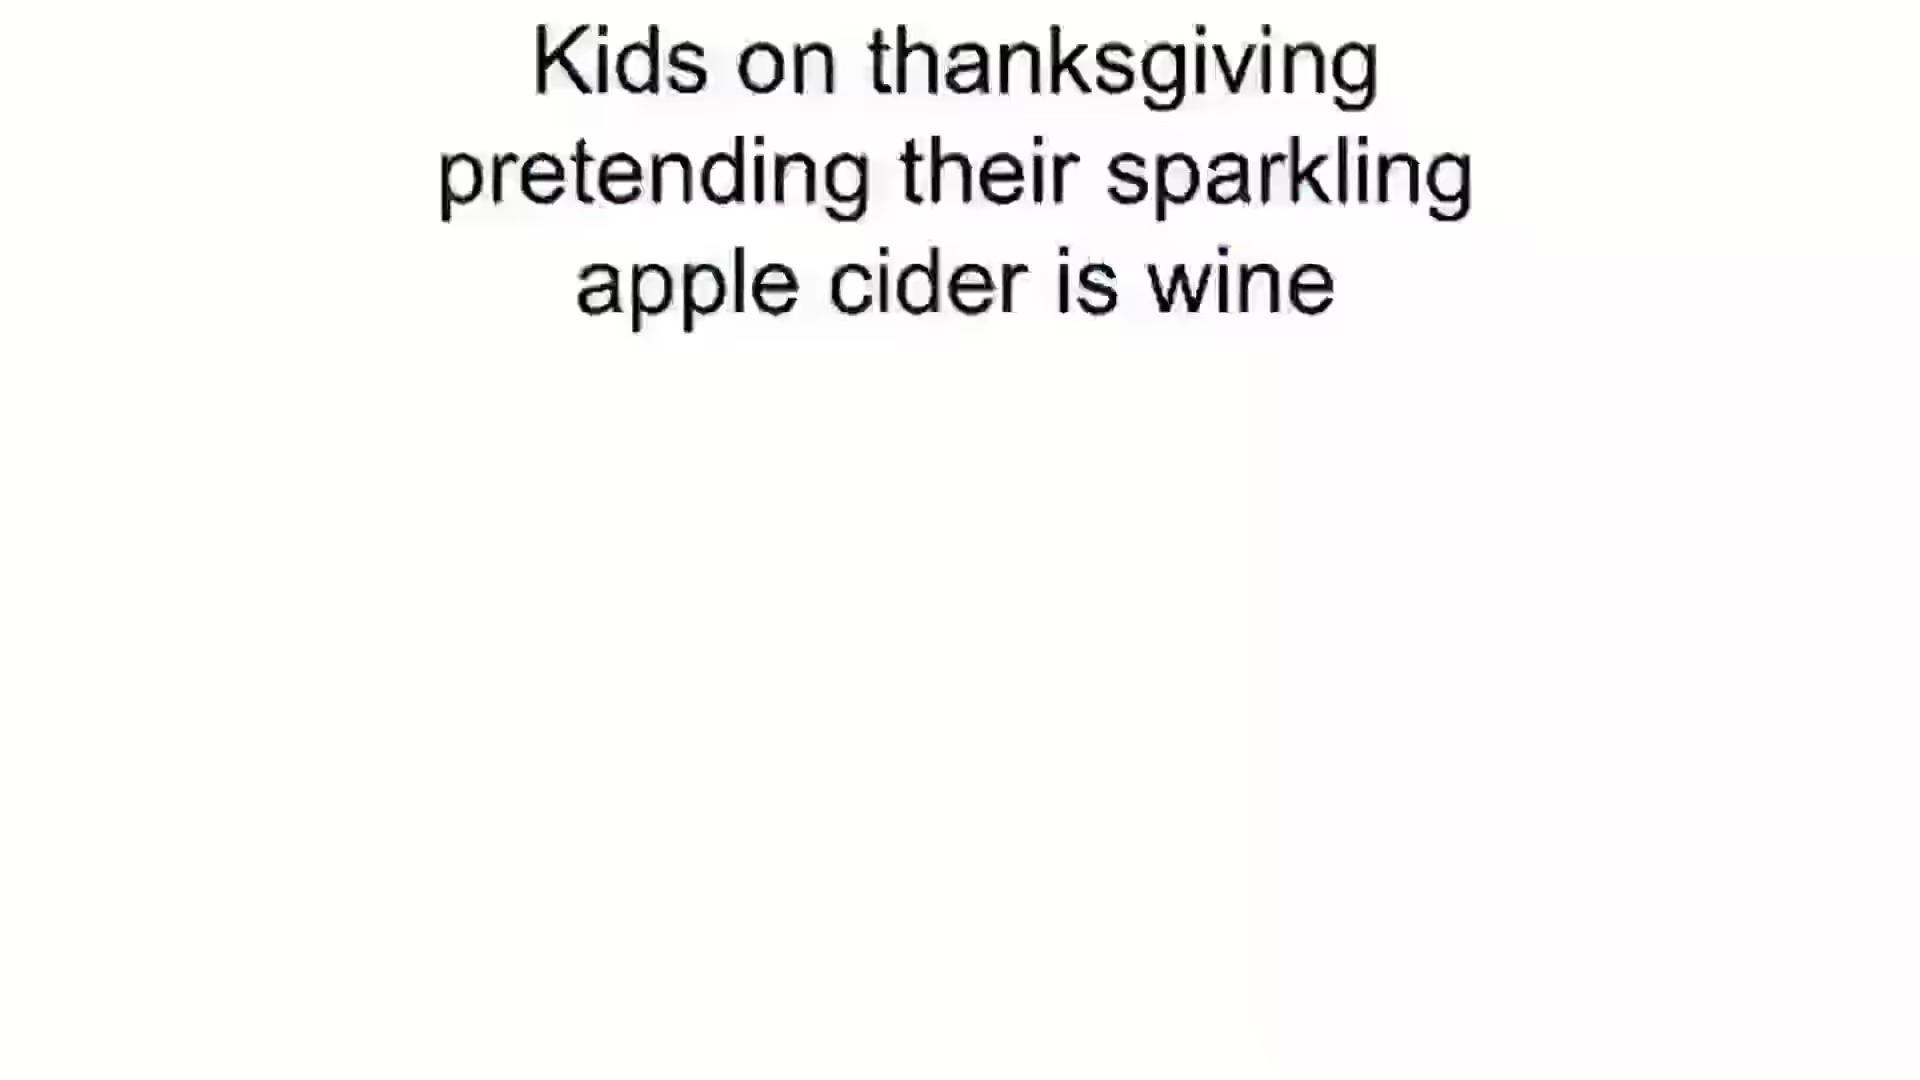 Kids on thanksgiving
pretending their sparkling
apple cider is wine